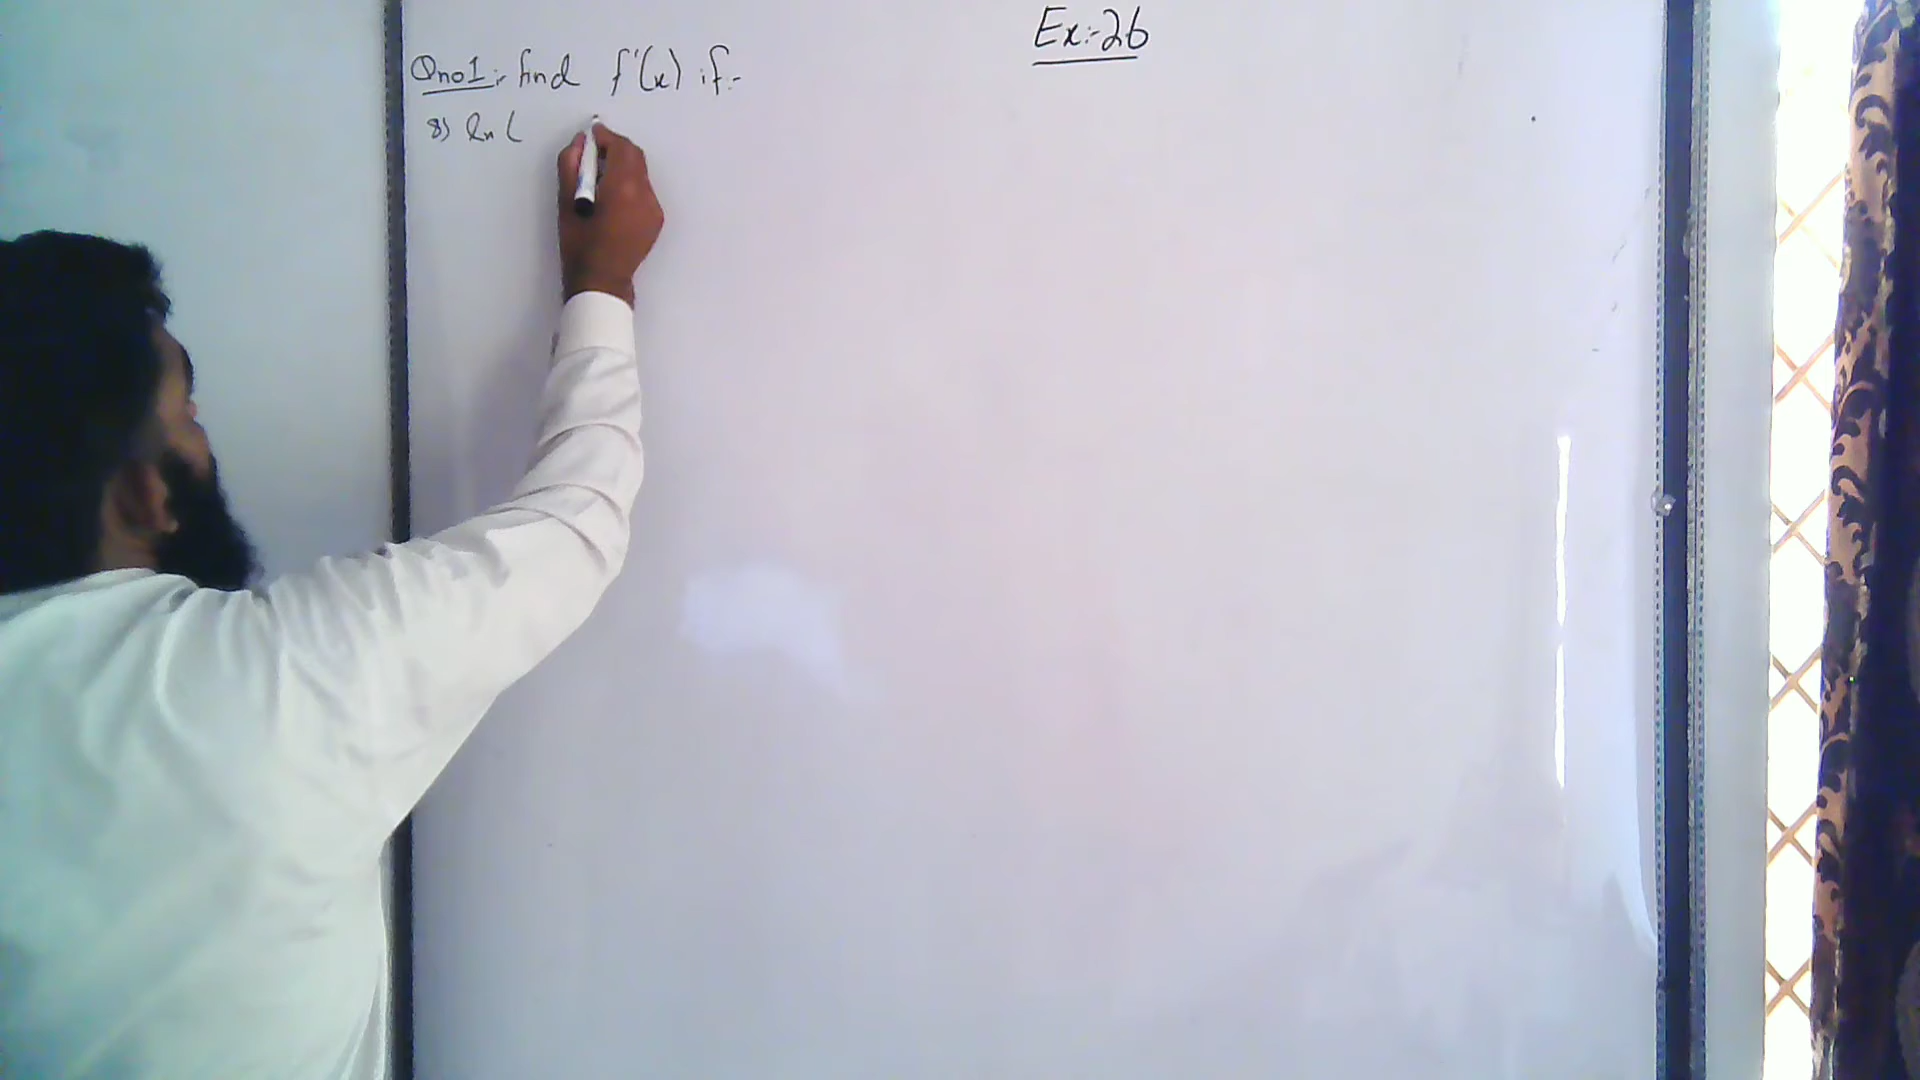 Ex:-26
Qno1:- find f'(x) if:-
8) ln (